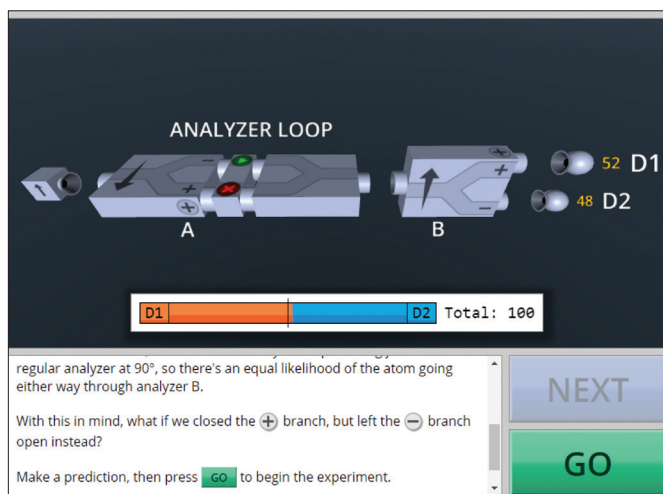 ANALYZER LOOP
52 D1
48 D2
A
B
D1 D2 Total: 100
regular analyzer at 90°, so there's an equal likelihood of the atom going
either way through analyzer B.
With this in mind, what if we closed the + branch, but left the − branch
open instead?
Make a prediction, then press GO to begin the experiment.
NEXT
GO